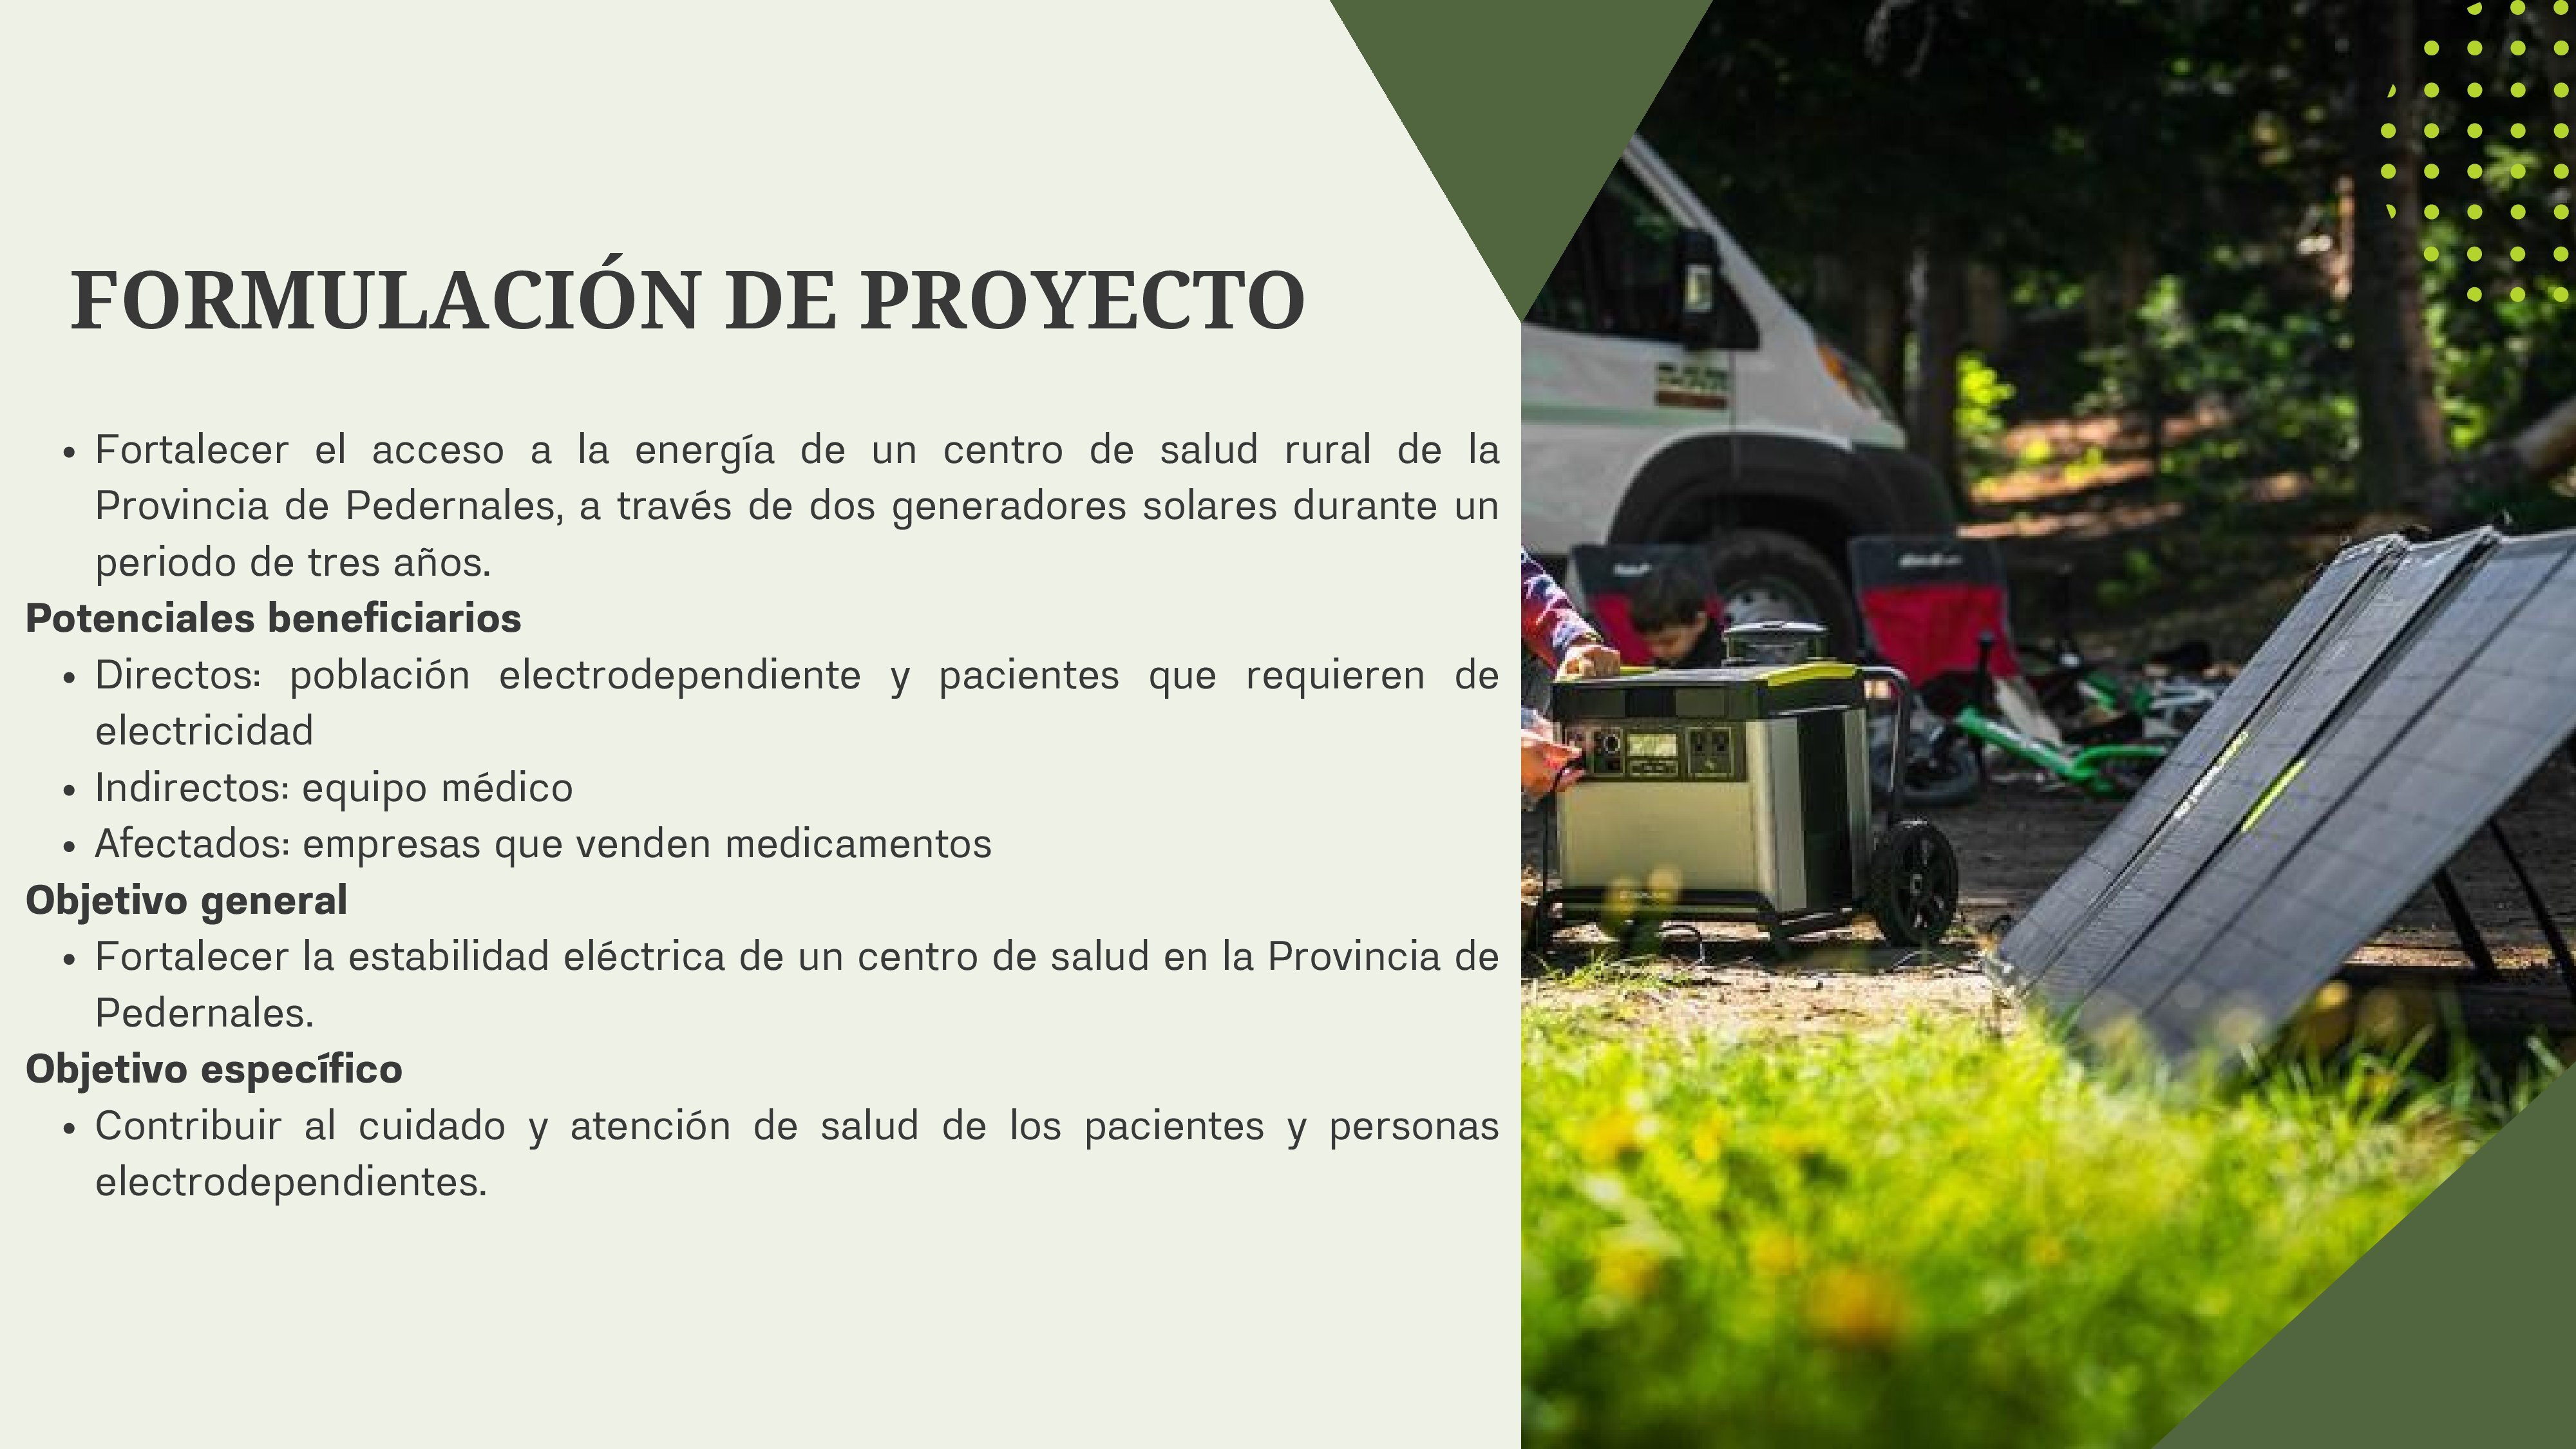 FORMULACIÓN DE PROYECTO
• Fortalecer el acceso a la energía de un centro de salud rural de la
Provincia de Pedernales, a través de dos generadores solares durante un
periodo de tres años.
Potenciales beneficiarios
• Directos: población electrodependiente y pacientes que requieren de
electricidad
• Indirectos: equipo médico
• Afectados: empresas que venden medicamentos
Objetivo general
• Fortalecer la estabilidad eléctrica de un centro de salud en la Provincia de
Pedernales.
Objetivo específico
• Contribuir al cuidado y atención de salud de los pacientes y personas
electrodependientes.